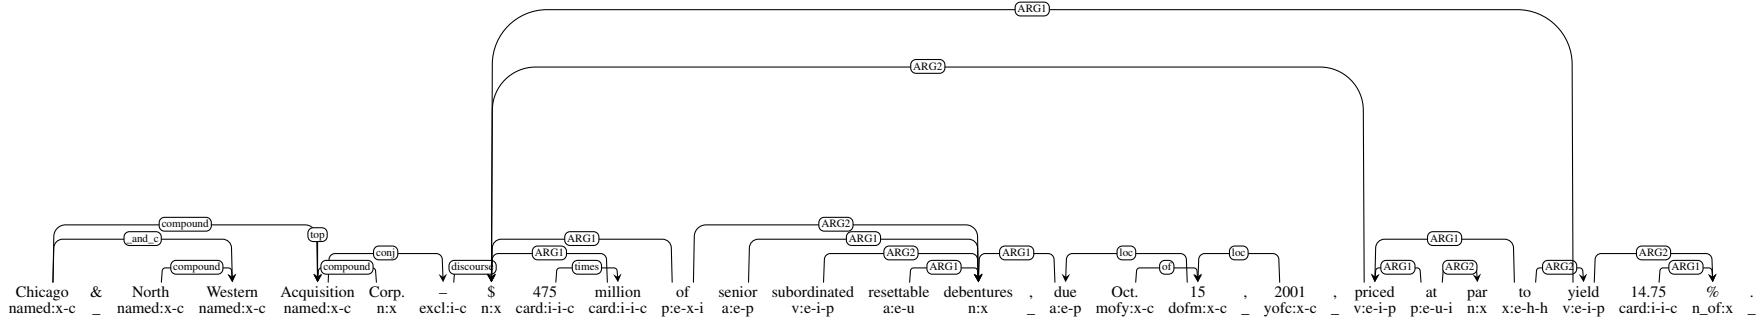 ARG1
ARG2
compound top ARG2
_and_c ARG1 ARG1 ARG1
conj ARG1 ARG2 ARG1 loc loc ARG2
compound compound discourse times ARG1 of ARG1 ARG2 ARG2 ARG1
Chicago & North Western Acquisition Corp. – $ 475 million of senior subordinated resettable debentures , due Oct. 15 , 2001 , priced at par to yield 14.75 % .
named:x-c _ named:x-c named:x-c named:x-c n:x excl:i-c n:x card:i-i-c card:i-i-c p:e-x-i a:e-p v:e-i-p a:e-u n:x _ a:e-p mofy:x-c dofm:x-c _ yofc:x-c _ v:e-i-p p:e-u-i n:x x:e-h-h v:e-i-p card:i-i-c n_of:x _